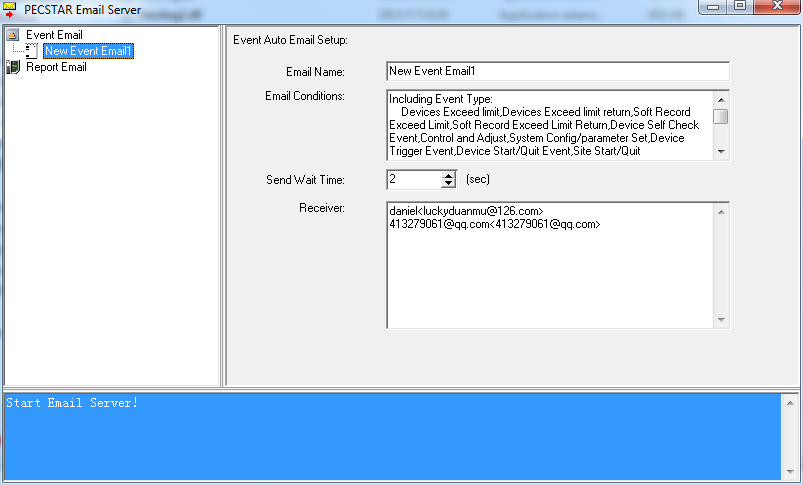 PECSTAR Email Server
Event Email
New Event Email1
Report Email
Event Auto Email Setup:
Email Name:
New Event Email1
Email Conditions:
Including Event Type:
Devices Exceed limit,Devices Exceed limit return,Soft Record
Exceed Limit,Soft Record Exceed Limit Return,Device Self Check
Event,Control and Adjust,System Config/parameter Set,Device
Trigger Event,Device Start/Quit Event,Site Start/Quit
Send Wait Time:
2
(sec)
Receiver:
daniel<luckyduanmu@126.com>
413279061@qq.com<413279061@qq.com>
Start Email Server!